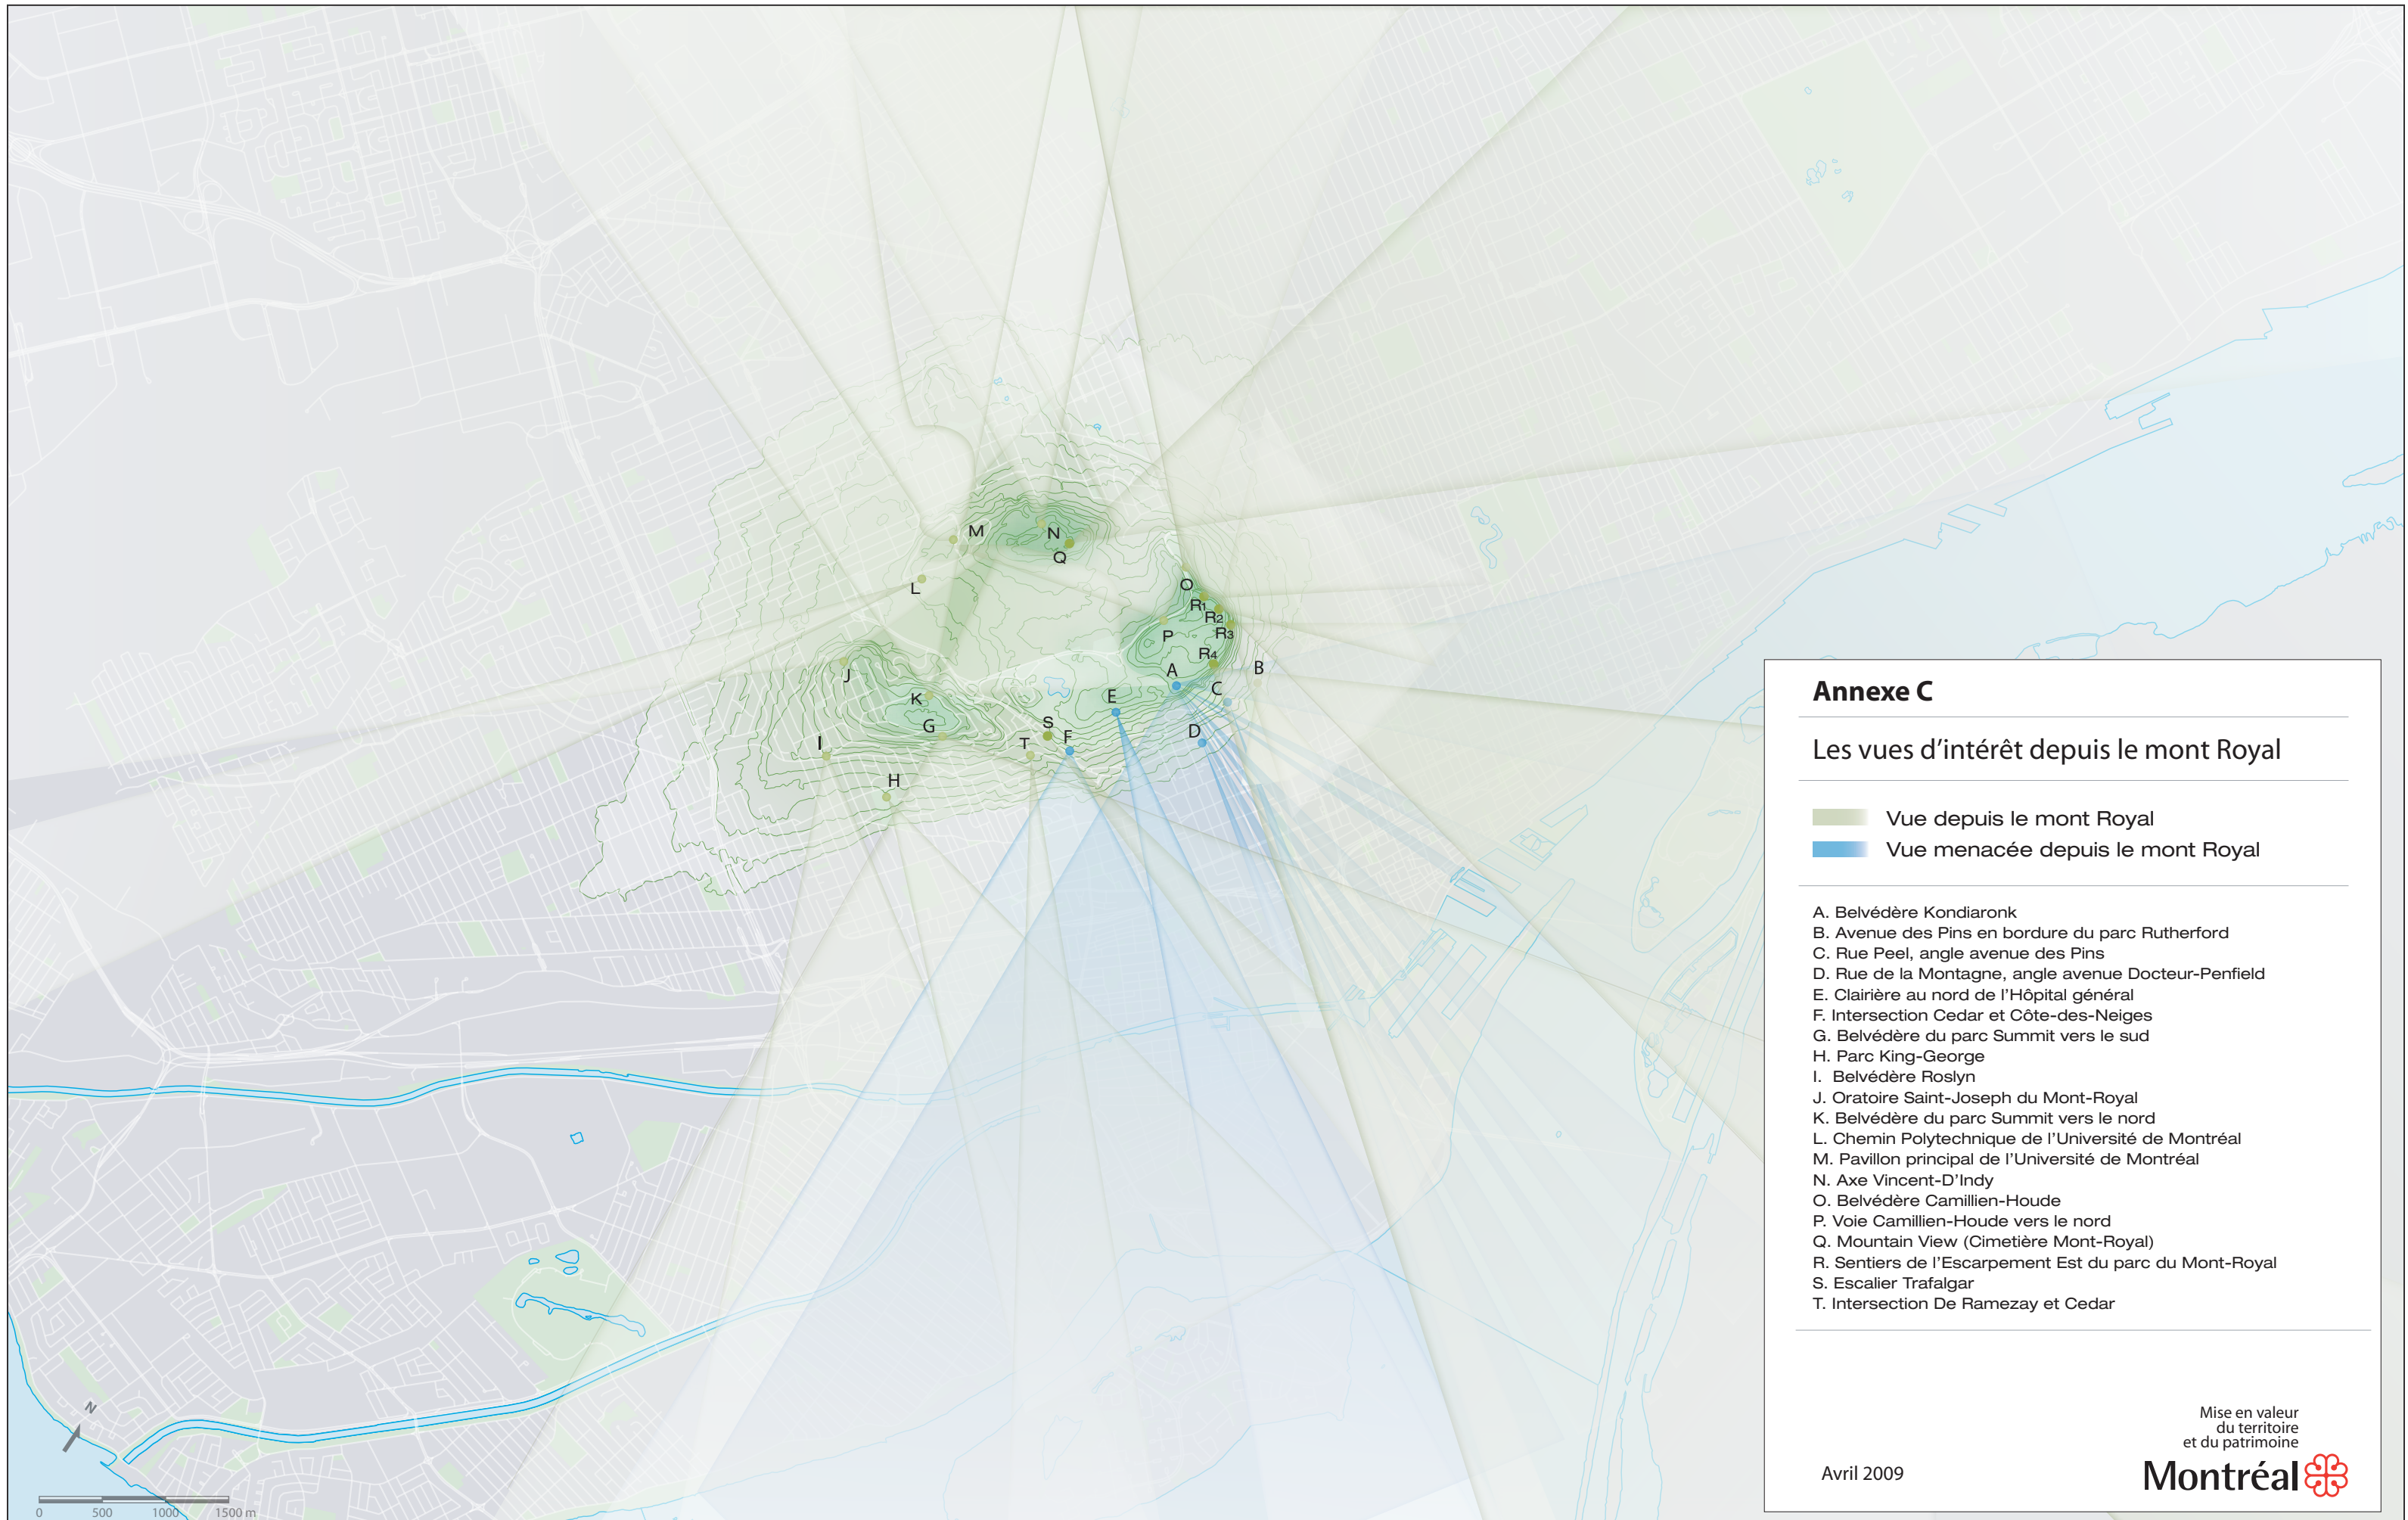 M
N
Q
L
O
R1
R2
R3
P
R4
A
B
J
K
E
C
G
S
D
I
T
F
H
N
0 500 1000 1500 m
Annexe C
Les vues d'intérêt depuis le mont Royal
Vue depuis le mont Royal
Vue menacée depuis le mont Royal
A. Belvédère Kondiaronk
B. Avenue des Pins en bordure du parc Rutherford
C. Rue Peel, angle avenue des Pins
D. Rue de la Montagne, angle avenue Docteur-Penfield
E. Clairière au nord de l'Hôpital général
F. Intersection Cedar et Côte-des-Neiges
G. Belvédère du parc Summit vers le sud
H. Parc King-George
I. Belvédère Roslyn
J. Oratoire Saint-Joseph du Mont-Royal
K. Belvédère du parc Summit vers le nord
L. Chemin Polytechnique de l'Université de Montréal
M. Pavillon principal de l'Université de Montréal
N. Axe Vincent-D'Indy
O. Belvédère Camillien-Houde
P. Voie Camillien-Houde vers le nord
Q. Mountain View (Cimetière Mont-Royal)
R. Sentiers de l'Escarpement Est du parc du Mont-Royal
S. Escalier Trafalgar
T. Intersection De Ramezay et Cedar
Mise en valeur
du territoire
et du patrimoine
Avril 2009
Montréal